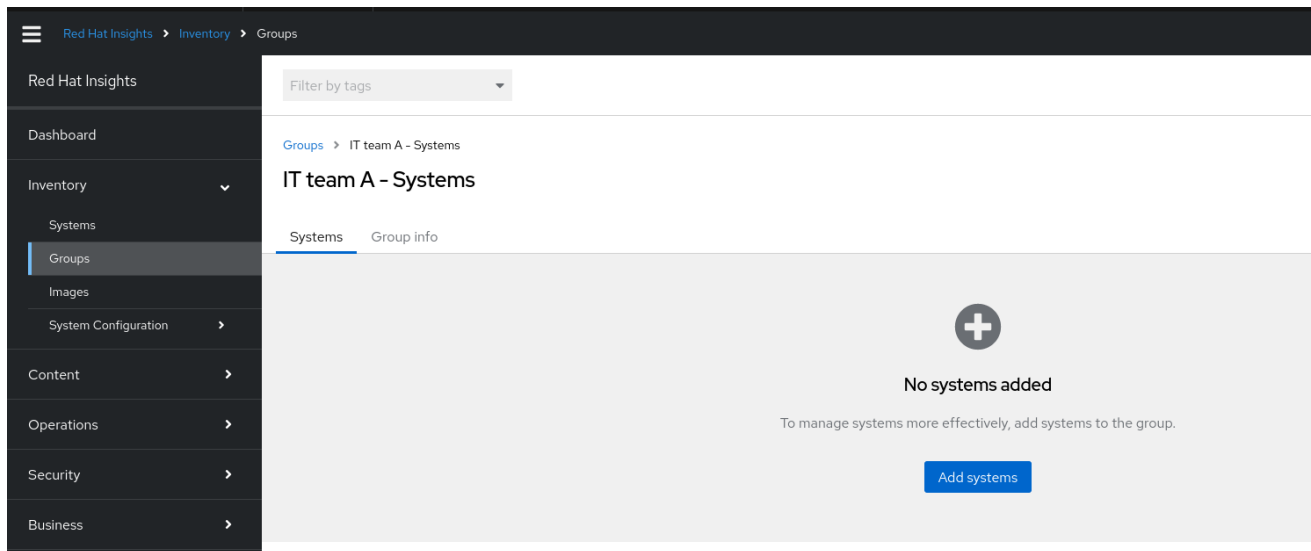 Red Hat Insights > Inventory > Groups
Red Hat Insights
Dashboard
Inventory
Systems
Groups
Images
System Configuration
Content
Operations
Security
Business
Filter by tags
Groups > IT team A - Systems
IT team A - Systems
Systems Group info
No systems added
To manage systems more effectively, add systems to the group.
Add systems